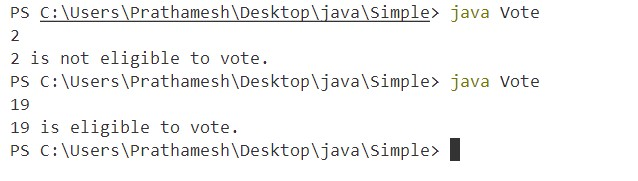 PS C:\Users\Prathamesh\Desktop\java\Simple> java Vote
2
2 is not eligible to vote.
PS C:\Users\Prathamesh\Desktop\java\Simple> java Vote
19
19 is eligible to vote.
PS C:\Users\Prathamesh\Desktop\java\Simple>